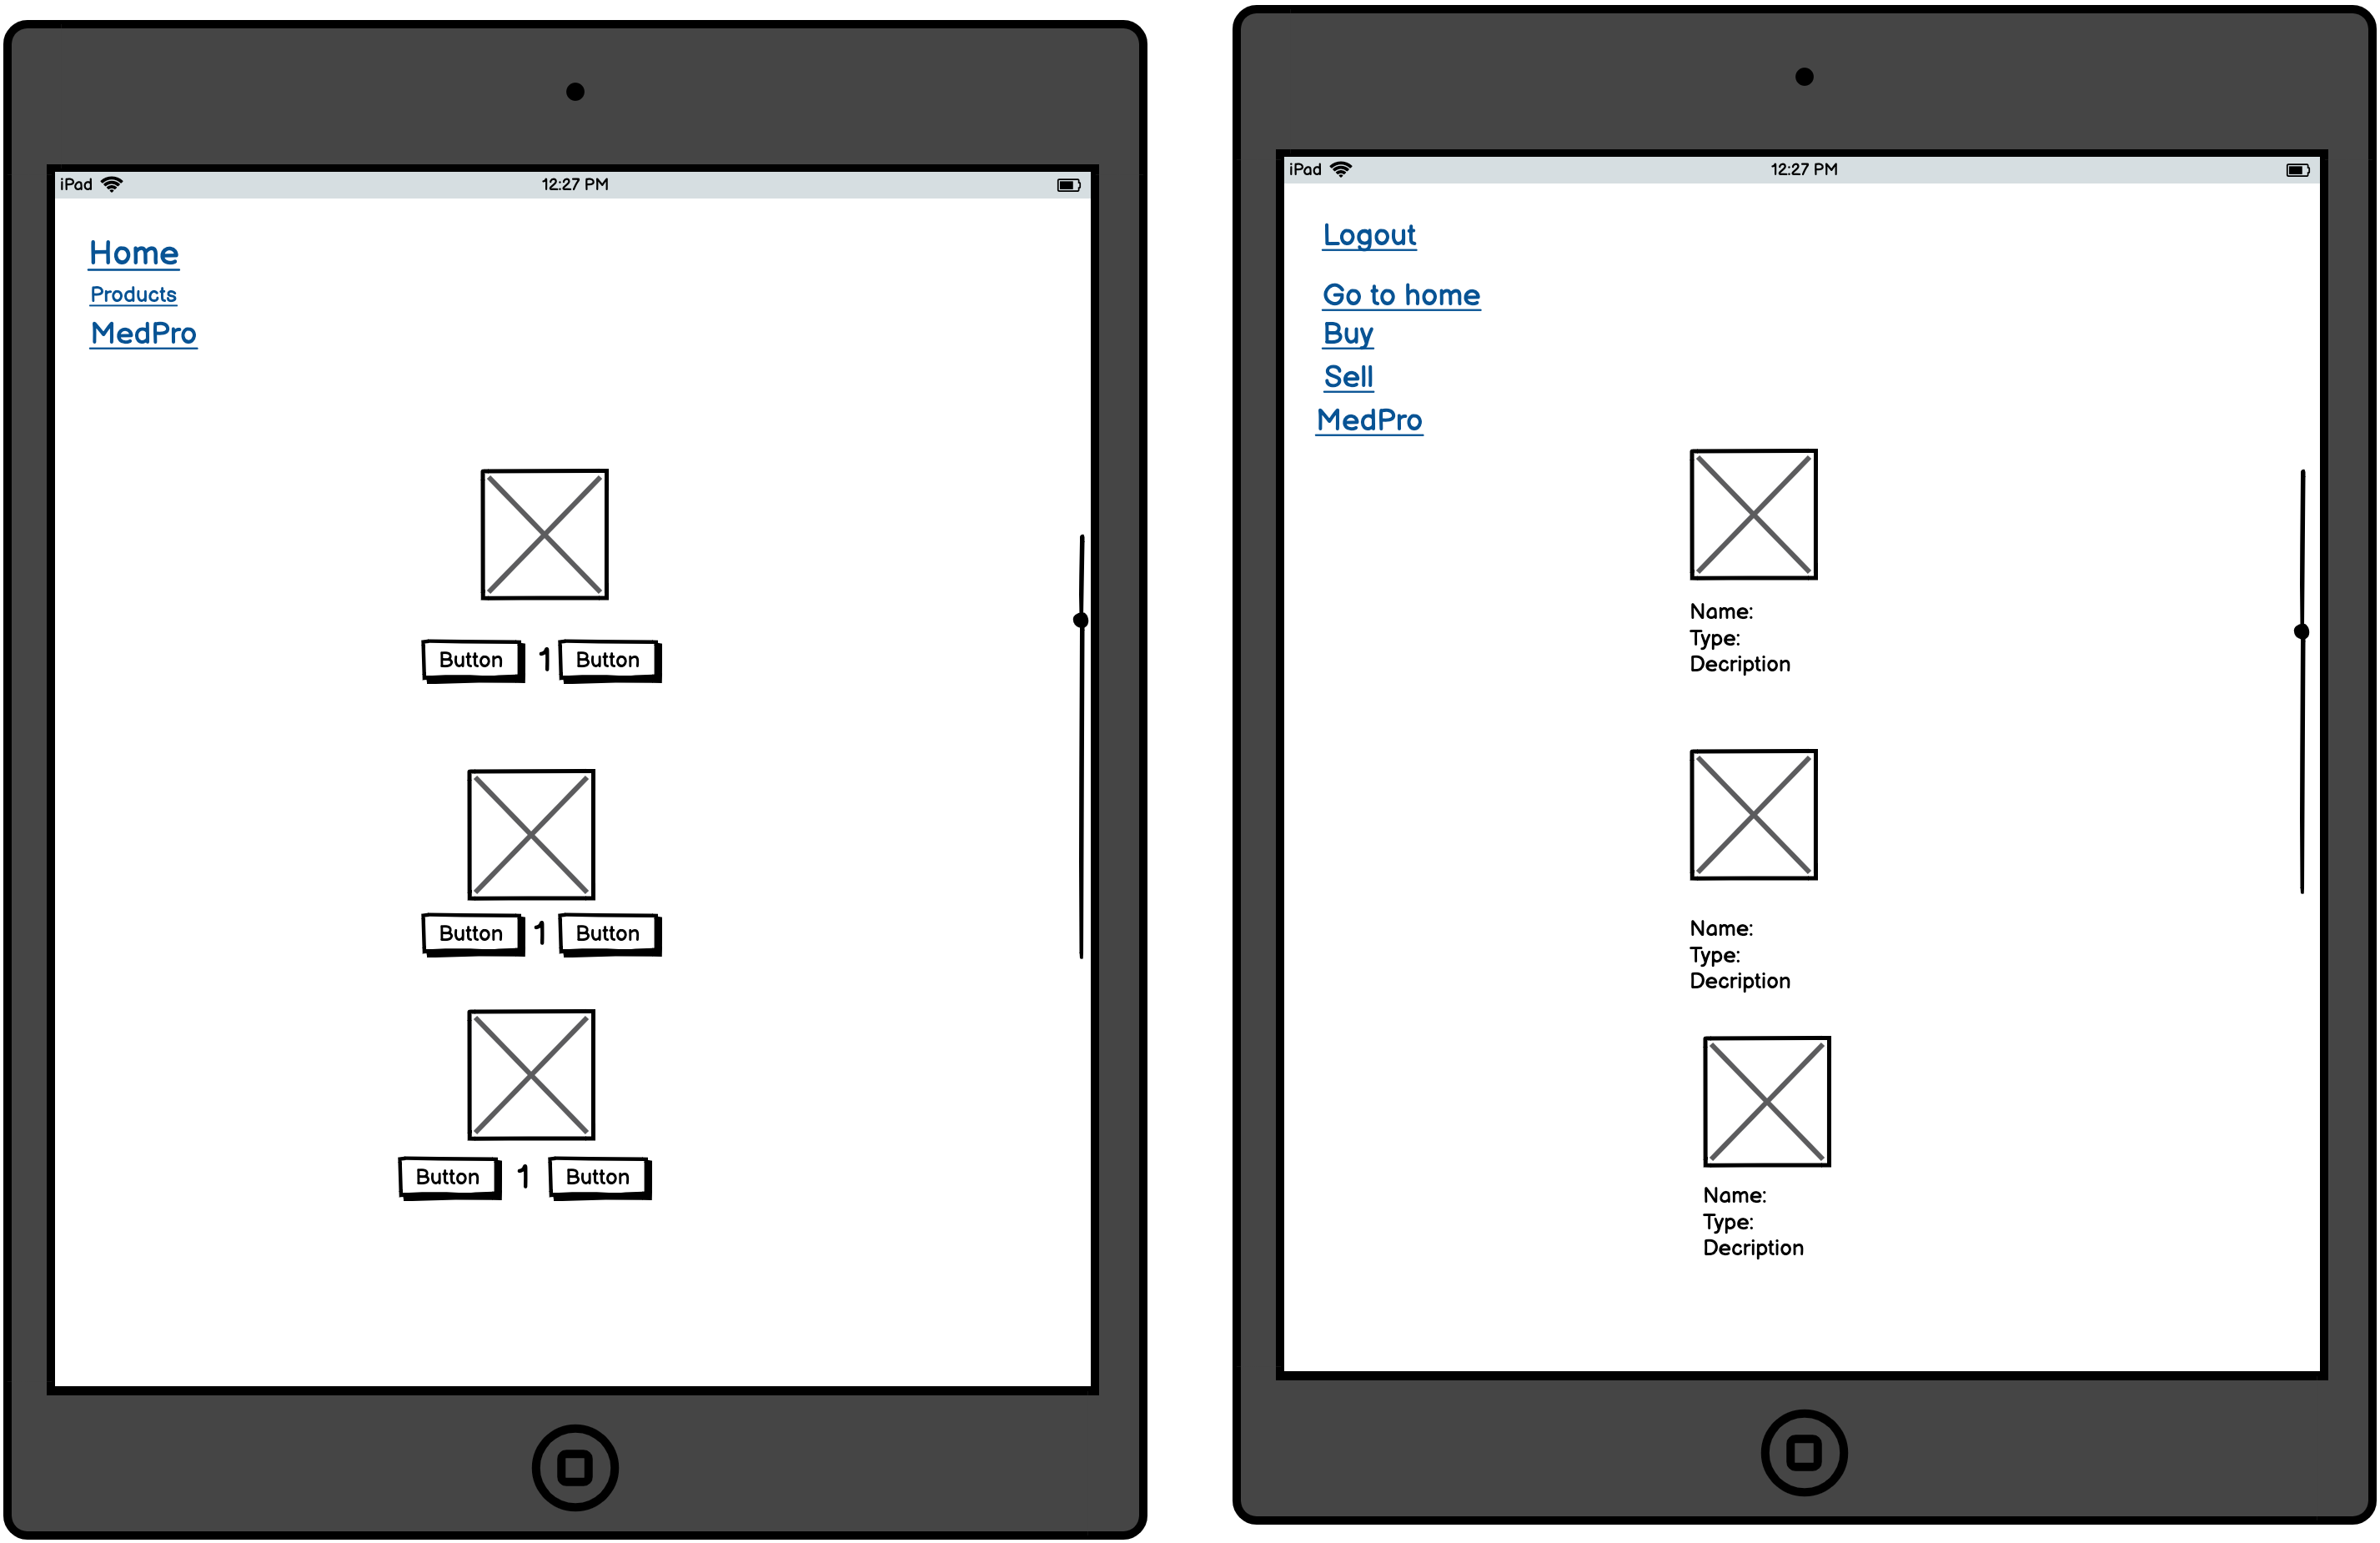 iPad 12:27 PM
Home
Products
MedPro
Button 1 Button
Button 1 Button
Button 1 Button
iPad 12:27 PM
Logout
Go to home
Buy
Sell
MedPro
Name:
Type:
Decription
Name:
Type:
Decription
Name:
Type:
Decription